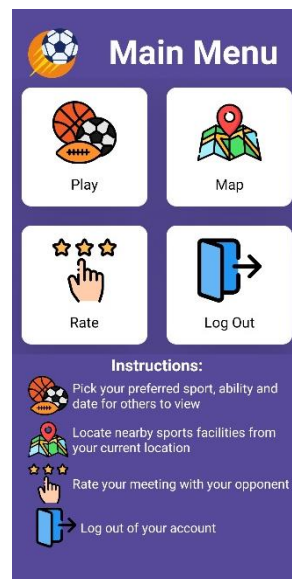 Main Menu
Play
Map
Rate
Log Out
Instructions:
Pick your preferred sport, ability and
date for others to view
Locate nearby sports facilities from
your current location
Rate your meeting with your opponent
Log out of your account